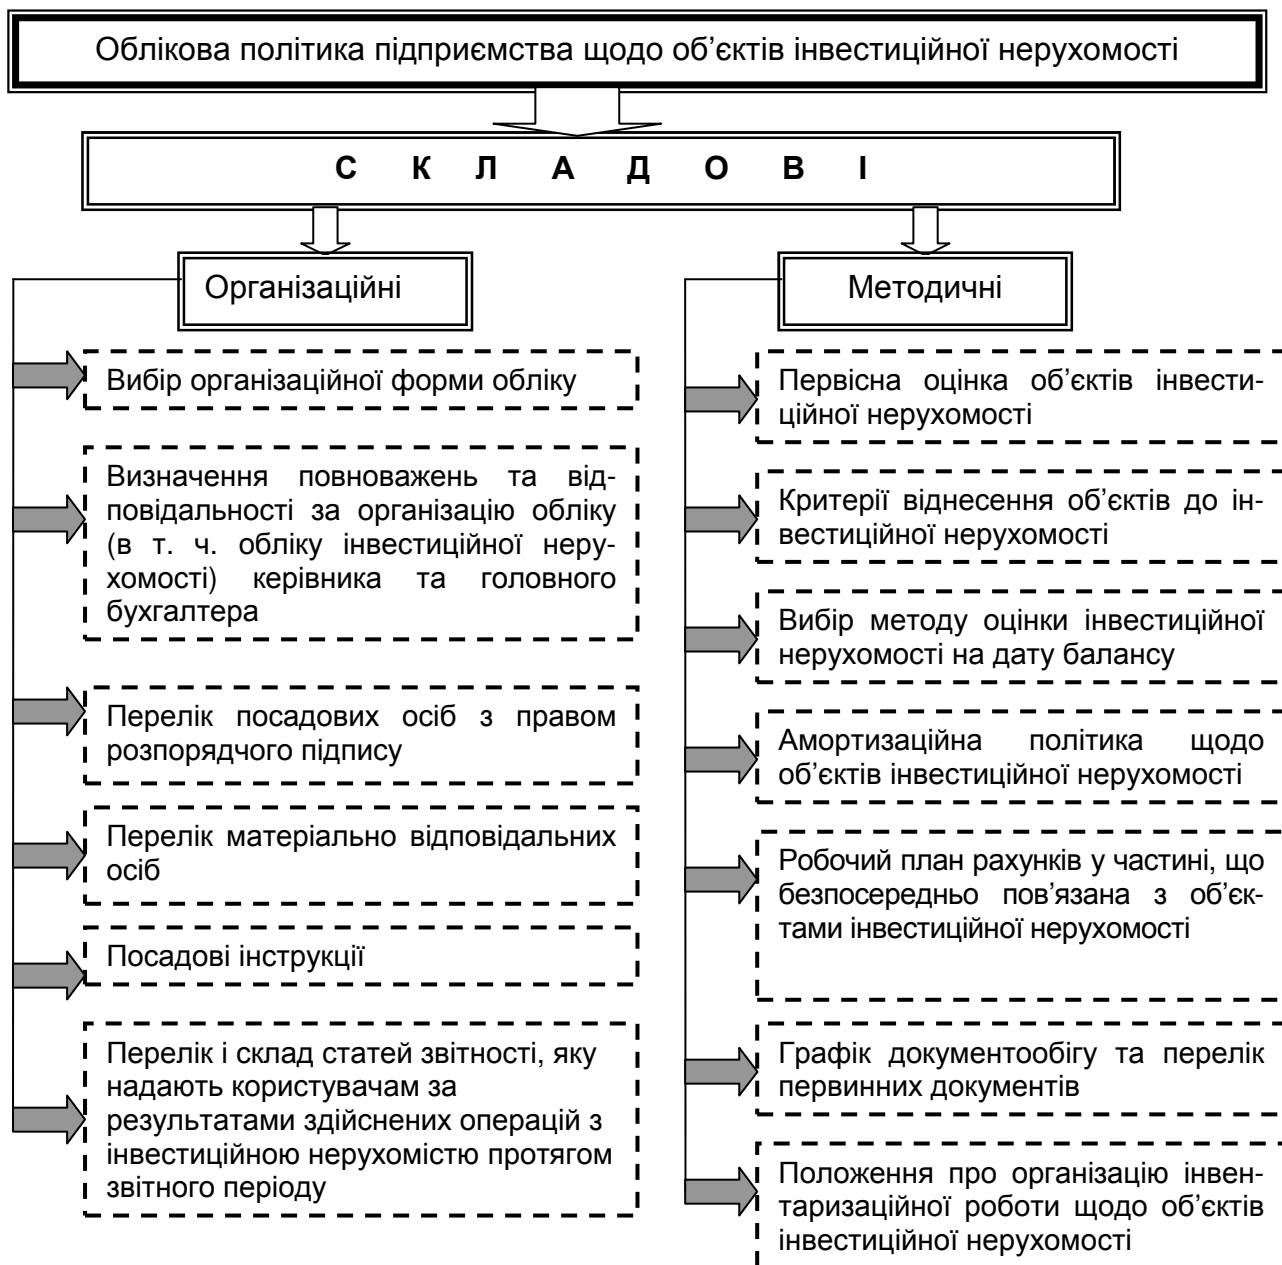 Облікова політика підприємства щодо об’єктів інвестиційної нерухомості
С К Л А Д О В І
Організаційні
Вибір організаційної форми обліку
Визначення повноважень та від-
повідальності за організацію обліку
(в т. ч. обліку інвестиційної неру-
хомості) керівника та головного
бухгалтера
Перелік посадових осіб з правом
розпорядчого підпису
Перелік матеріально відповідальних
осіб
Посадові інструкції
Перелік і склад статей звітності, яку
надають користувачам за
результатами здійснених операцій з
інвестиційною нерухомістю протягом
звітного періоду
Методичні
Первісна оцінка об’єктів інвести-
ційної нерухомості
Критерії віднесення об’єктів до ін-
вестиційної нерухомості
Вибір методу оцінки інвестиційної
нерухомості на дату балансу
Амортизаційна політика щодо
об’єктів інвестиційної нерухомості
Робочий план рахунків у частині, що
безпосередньо пов’язана з об’єк-
тами інвестиційної нерухомості
Графік документообігу та перелік
первинних документів
Положення про організацію інвен-
таризаційної роботи щодо об’єктів
інвестиційної нерухомості